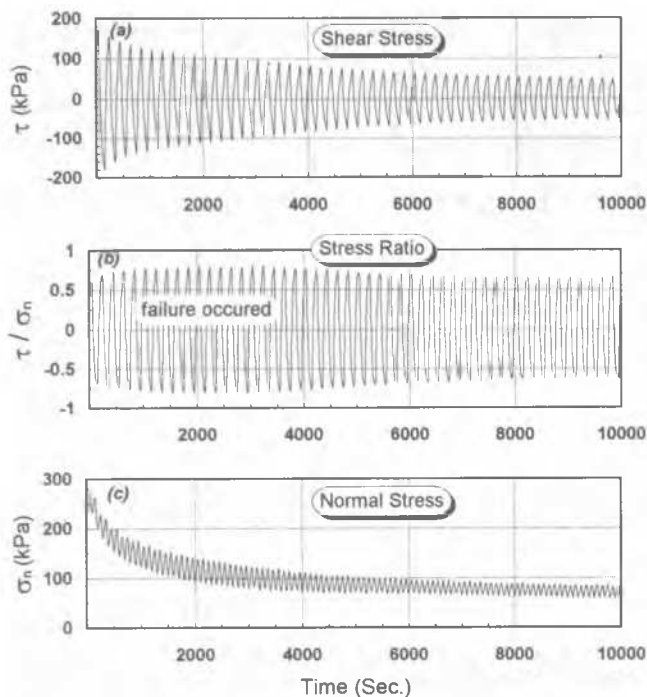 200
(a)
Shear Stress
100
0
-100
-200
τ (kPa)
2000
4000
6000
8000
10000
1
(b)
Stress Ratio
0.5
failure occured
0
-0.5
-1
τ / σn
2000
4000
6000
8000
10000
300
(c)
Normal Stress
200
100
0
σn (kPa)
2000
4000
6000
8000
10000
Time (Sec.)